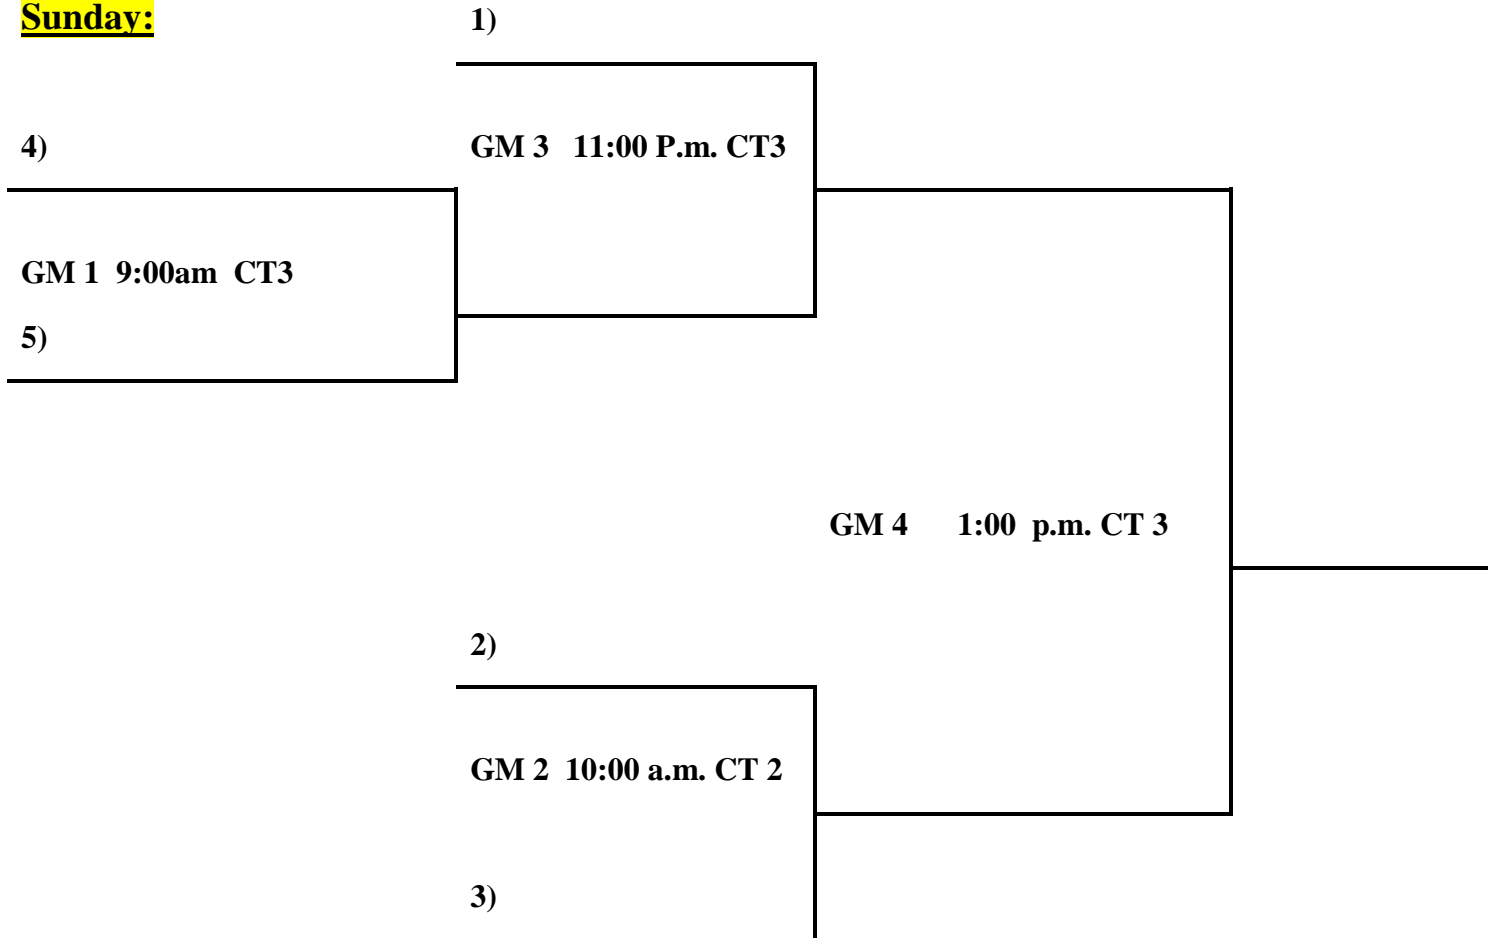 Sunday:
1)
4)
GM 3 11:00 P.m. CT3
GM 1 9:00am CT3
5)
GM 4 1:00 p.m. CT 3
2)
GM 2 10:00 a.m. CT 2
3)